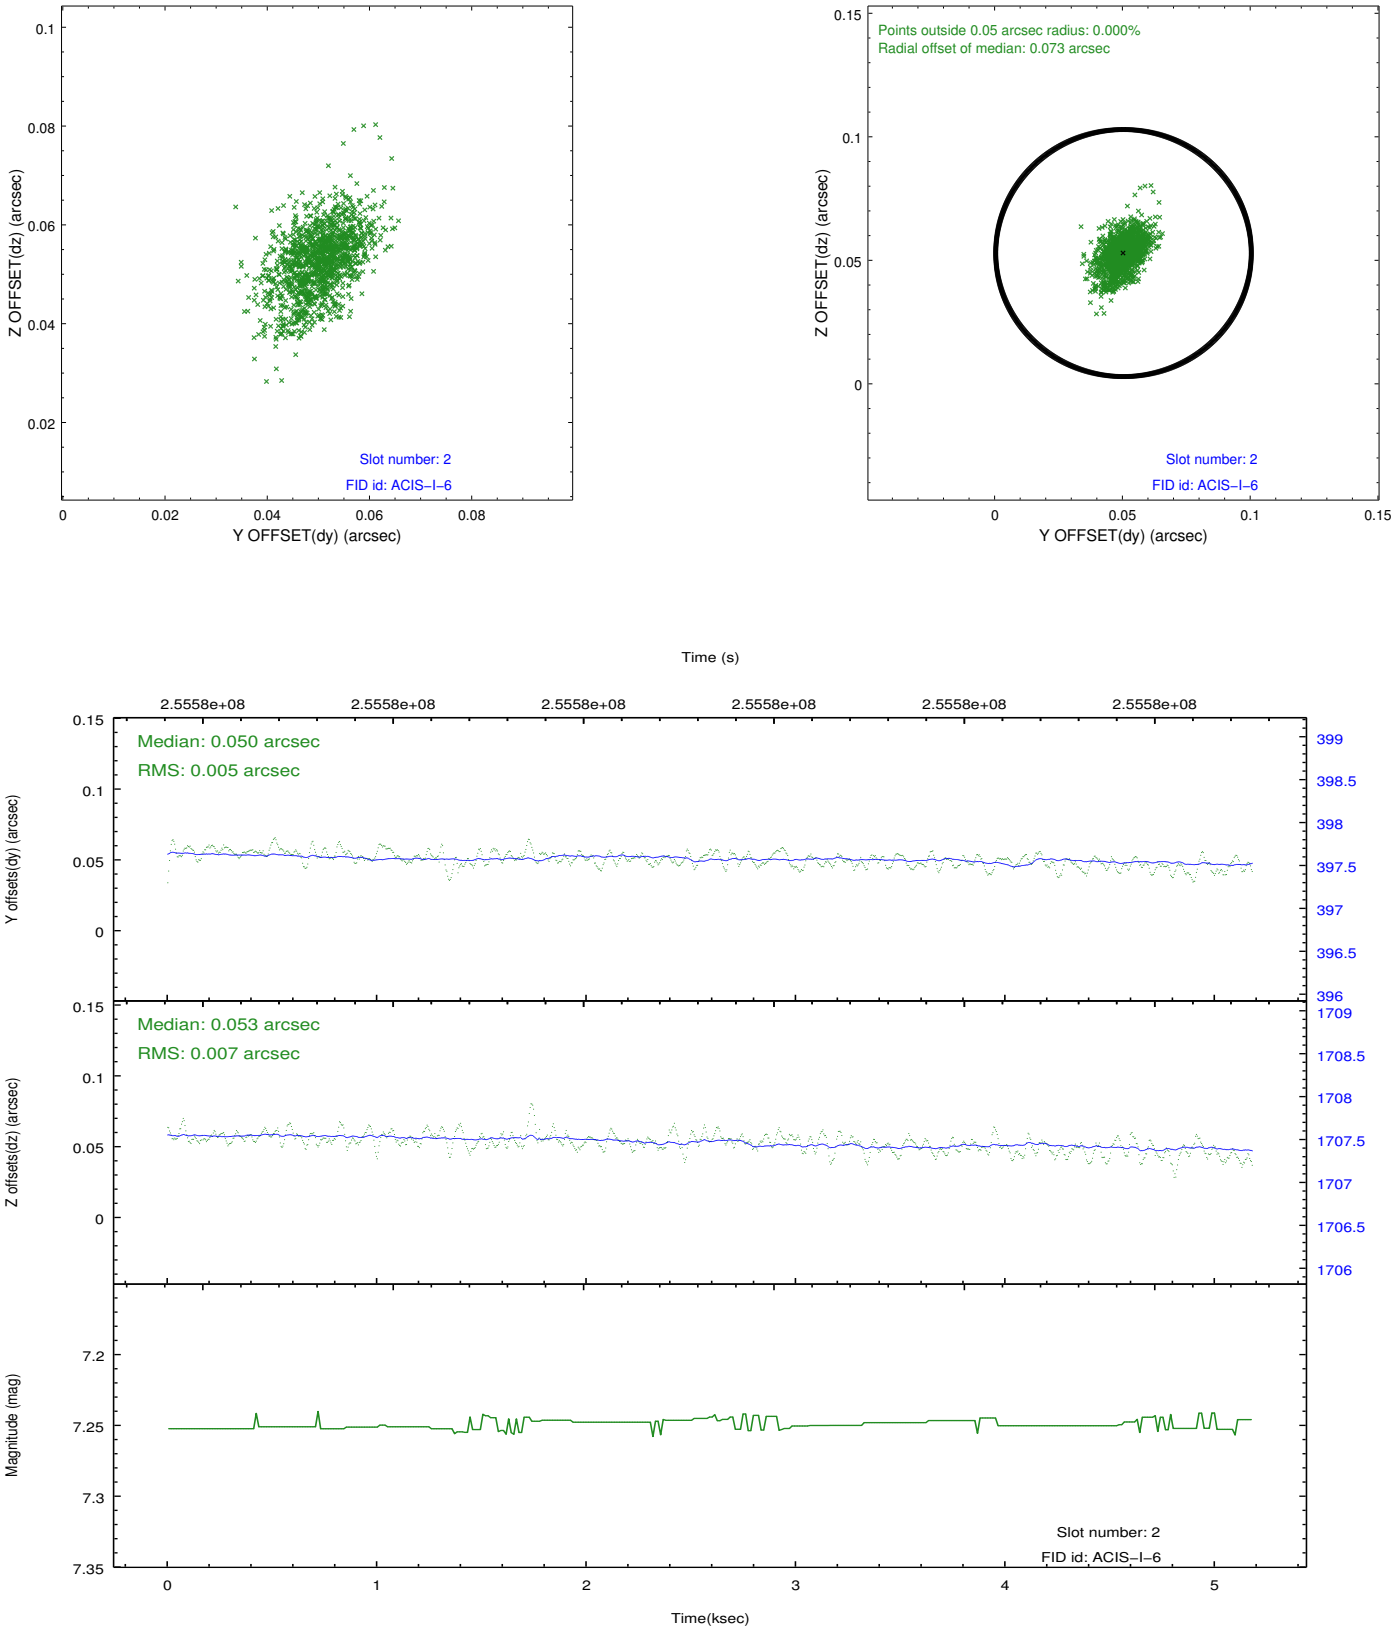 0.1
0.08
0.06
0.04
0.02
Z OFFSET(dz) (arcsec)
Slot number: 2
FID id: ACIS−I−6
0 0.02 0.04 0.06 0.08
Y OFFSET(dy) (arcsec)
0.15
0.1
0.05
0
Z OFFSET(dz) (arcsec)
Points outside 0.05 arcsec radius: 0.000%
Radial offset of median: 0.073 arcsec
Slot number: 2
FID id: ACIS−I−6
0 0.05 0.1 0.15
Y OFFSET(dy) (arcsec)
Time (s)
2.5558e+08 2.5558e+08 2.5558e+08 2.5558e+08 2.5558e+08 2.5558e+08
0.15
0.1
0.05
0
Y offsets(dy) (arcsec)
Median: 0.050 arcsec
RMS: 0.005 arcsec
399
398.5
398
397.5
397
396.5
396
0.15
0.1
0.05
0
Z offsets(dz) (arcsec)
Median: 0.053 arcsec
RMS: 0.007 arcsec
1709
1708.5
1708
1707.5
1707
1706.5
1706
7.2
7.25
7.3
7.35
Magnitude (mag)
Slot number: 2
FID id: ACIS−I−6
0 1 2 3 4 5
Time(ksec)